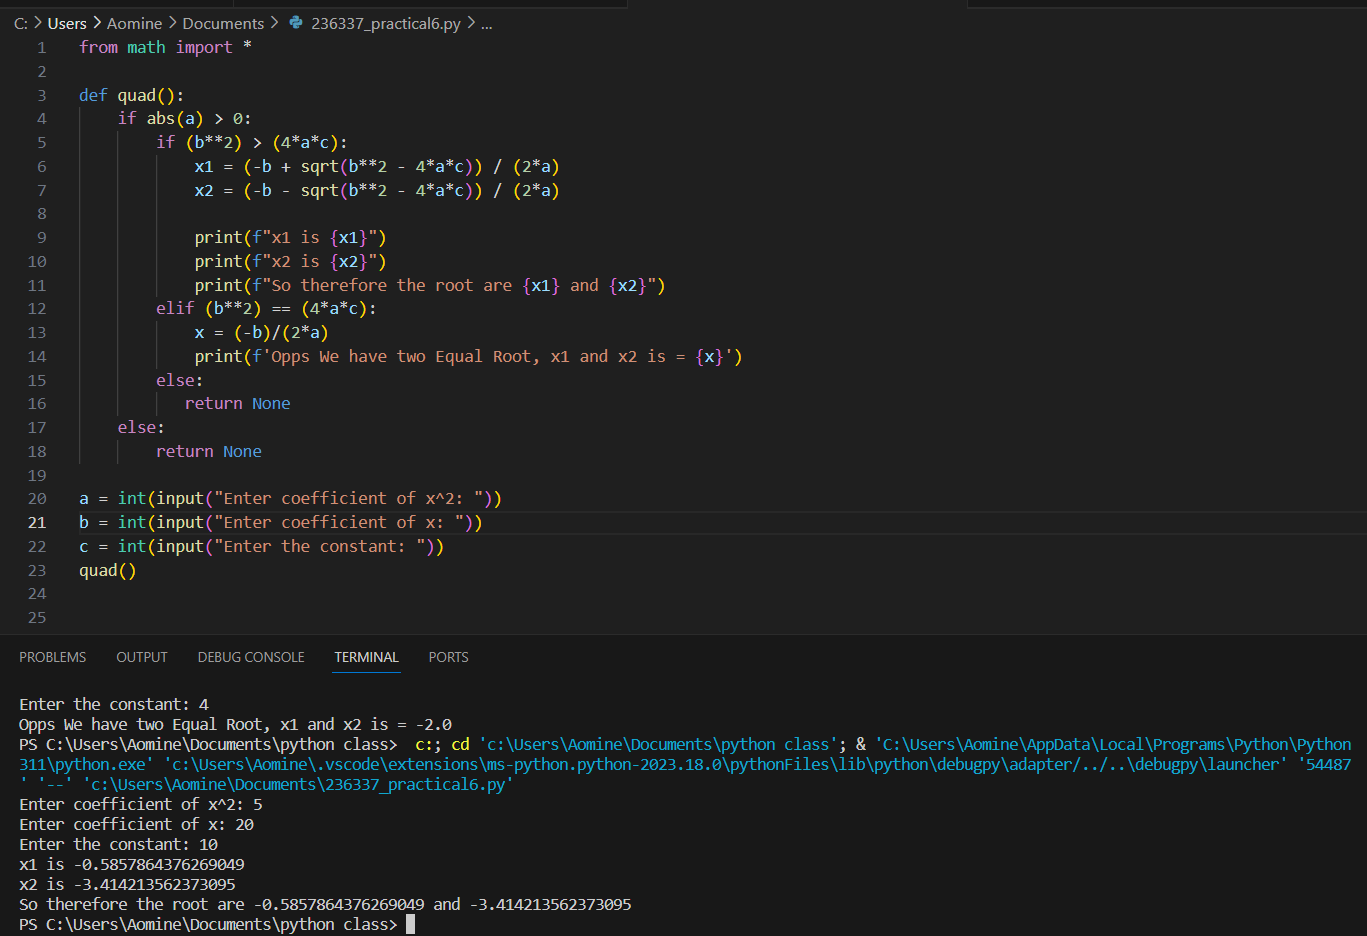 C: > Users > Aomine > Documents > 236337_practical6.py > ...
1 from math import *
2
3 def quad():
4     if abs(a) > 0:
5         if (b**2) > (4*a*c):
6             x1 = (-b + sqrt(b**2 - 4*a*c)) / (2*a)
7             x2 = (-b - sqrt(b**2 - 4*a*c)) / (2*a)
8
9             print(f"x1 is {x1}")
10             print(f"x2 is {x2}")
11             print(f"So therefore the root are {x1} and {x2}")
12         elif (b**2) == (4*a*c):
13             x = (-b)/(2*a)
14             print(f'Opps We have two Equal Root, x1 and x2 is = {x}')
15         else:
16            return None
17     else:
18         return None
19
20 a = int(input("Enter coefficient of x^2: "))
21 b = int(input("Enter coefficient of x: "))
22 c = int(input("Enter the constant: "))
23 quad()
24
25
PROBLEMS OUTPUT DEBUG CONSOLE TERMINAL PORTS
Enter the constant: 4
Opps We have two Equal Root, x1 and x2 is = -2.0
PS C:\Users\Aomine\Documents\python class>  c:; cd 'c:\Users\Aomine\Documents\python class'; & 'C:\Users\Aomine\AppData\Local\Programs\Python\Python
311\python.exe' 'c:\Users\Aomine\.vscode\extensions\ms-python.python-2023.18.0\pythonFiles\lib\python\debugpy\adapter/../..\debugpy\launcher' '54487
' '--' 'c:\Users\Aomine\Documents\236337_practical6.py'
Enter coefficient of x^2: 5
Enter coefficient of x: 20
Enter the constant: 10
x1 is -0.5857864376269049
x2 is -3.414213562373095
So therefore the root are -0.5857864376269049 and -3.414213562373095
PS C:\Users\Aomine\Documents\python class>